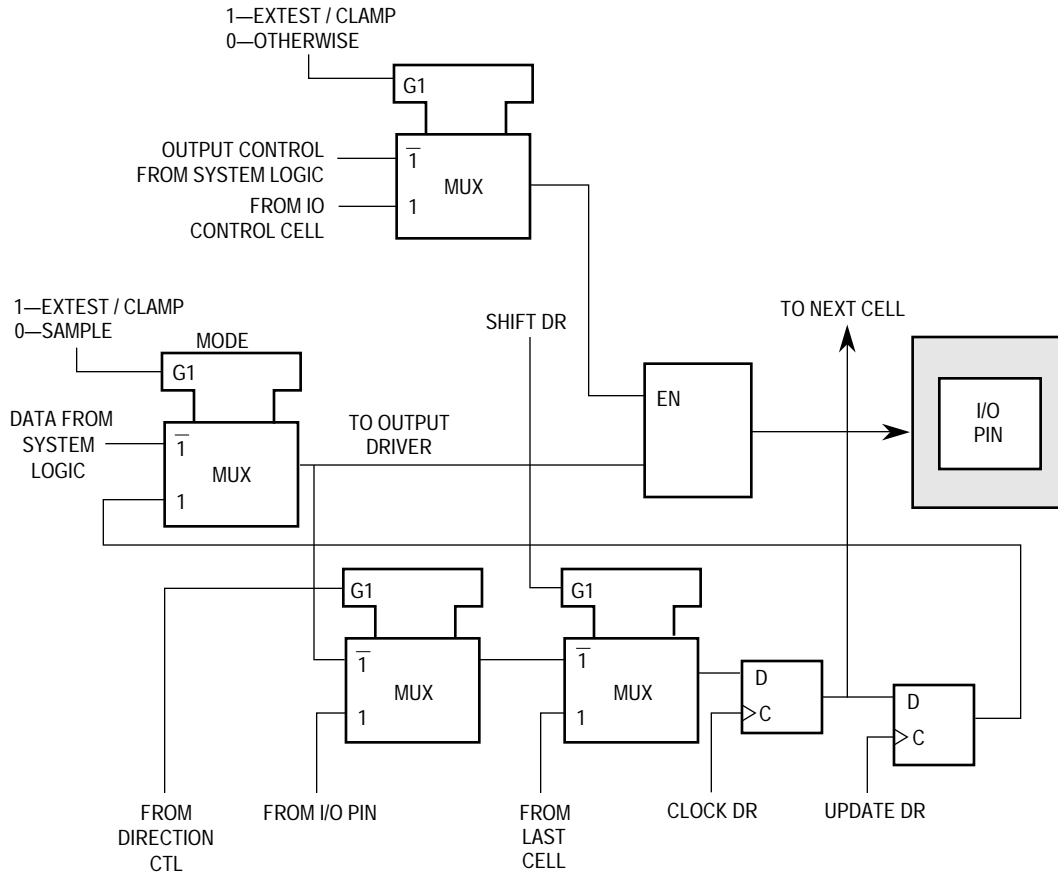 1—EXTEST / CLAMP
0—OTHERWISE
G1
OUTPUT CONTROL
FROM SYSTEM LOGIC
1̅
MUX
FROM IO
CONTROL CELL
1
1—EXTEST / CLAMP
0—SAMPLE
MODE
G1
SHIFT DR
TO NEXT CELL
EN
I/O
PIN
DATA FROM
SYSTEM
LOGIC
1̅
MUX
1
TO OUTPUT
DRIVER
G1
G1
1̅
MUX
1
1̅
MUX
1
D
C
D
C
FROM
DIRECTION
CTL
FROM I/O PIN
FROM
LAST
CELL
CLOCK DR
UPDATE DR